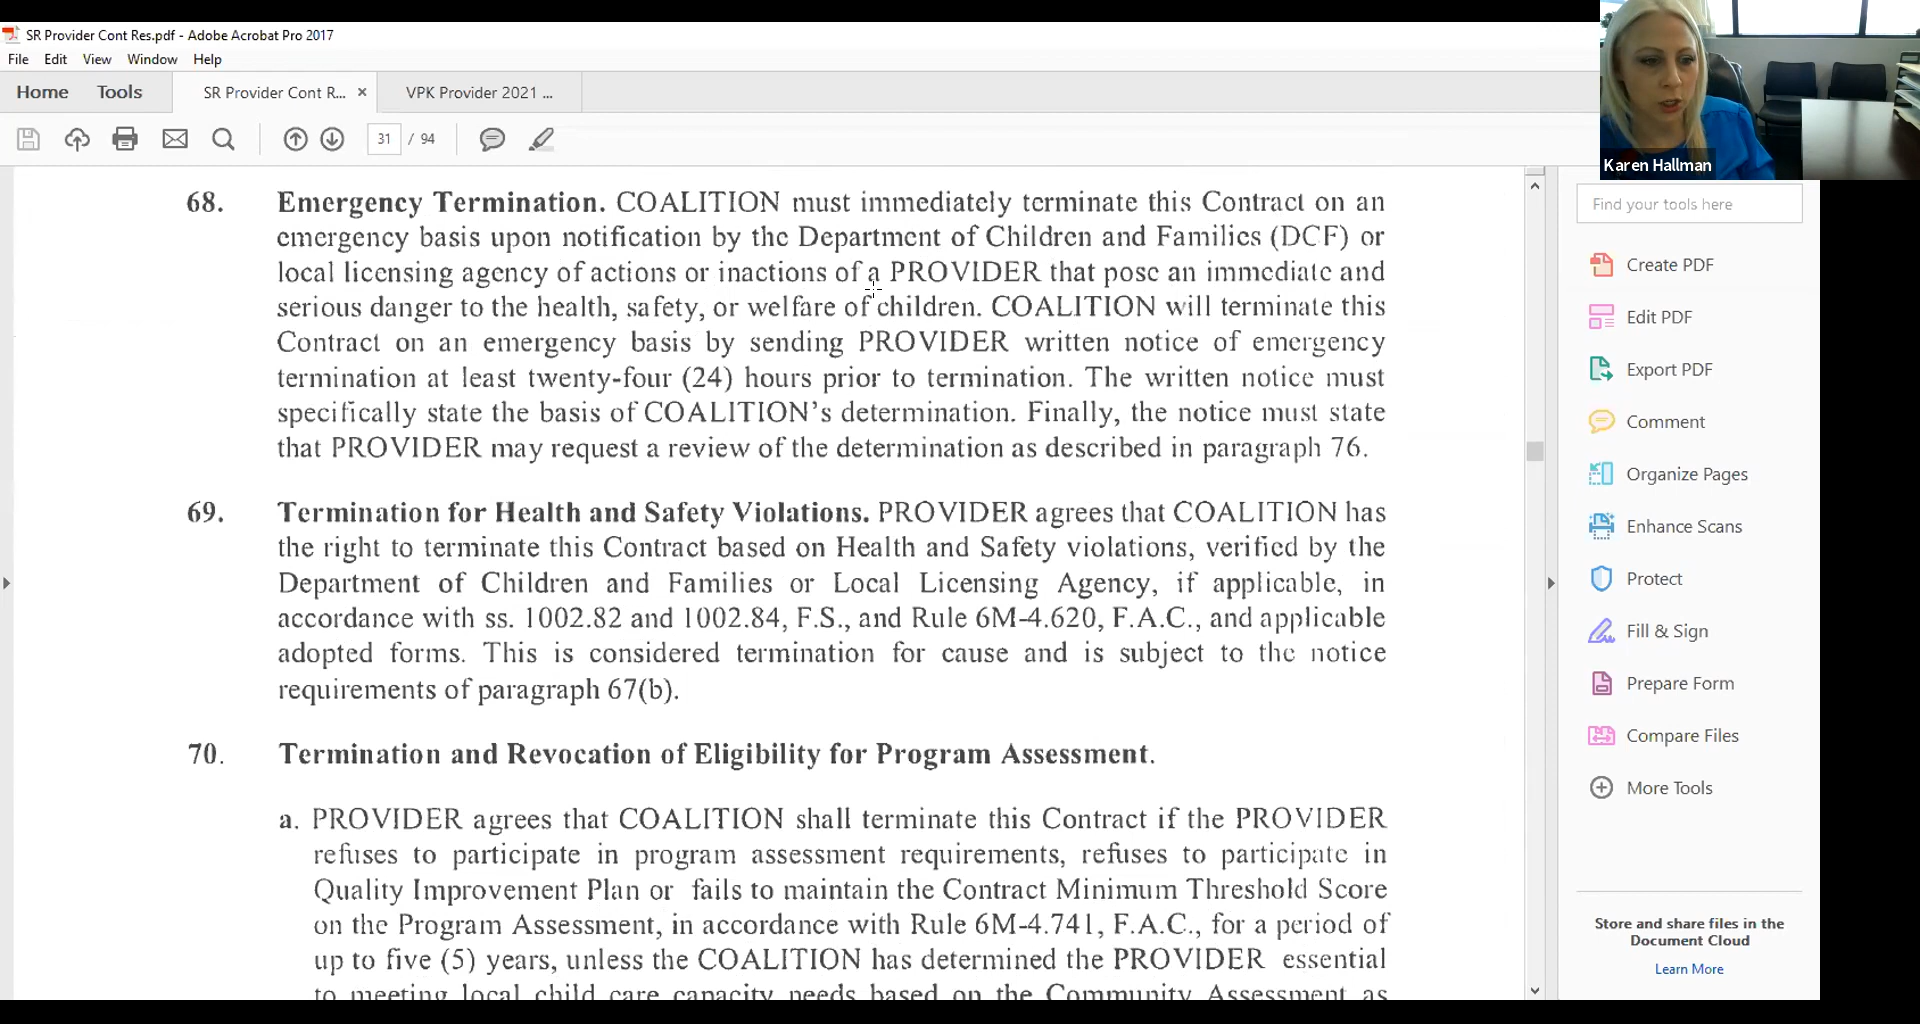 SR Provider Cont Res.pdf - Adobe Acrobat Pro 2017
File Edit View Window Help
Home Tools SR Provider Cont R... × VPK Provider 2021 ...
31 / 94
Karen Hallman
68. Emergency Termination. COALITION must immediately terminate this Contract on an
emergency basis upon notification by the Department of Children and Families (DCF) or
local licensing agency of actions or inactions of a PROVIDER that pose an immediate and
serious danger to the health, safety, or welfare of children. COALITION will terminate this
Contract on an emergency basis by sending PROVIDER written notice of emergency
termination at least twenty-four (24) hours prior to termination. The written notice must
specifically state the basis of COALITION's determination. Finally, the notice must state
that PROVIDER may request a review of the determination as described in paragraph 76.
69. Termination for Health and Safety Violations. PROVIDER agrees that COALITION has
the right to terminate this Contract based on Health and Safety violations, verified by the
Department of Children and Families or Local Licensing Agency, if applicable, in
accordance with ss. 1002.82 and 1002.84, F.S., and Rule 6M-4.620, F.A.C., and applicable
adopted forms. This is considered termination for cause and is subject to the notice
requirements of paragraph 67(b).
70. Termination and Revocation of Eligibility for Program Assessment.
a. PROVIDER agrees that COALITION shall terminate this Contract if the PROVIDER
refuses to participate in program assessment requirements, refuses to participate in
Quality Improvement Plan or fails to maintain the Contract Minimum Threshold Score
on the Program Assessment, in accordance with Rule 6M-4.741, F.A.C., for a period of
up to five (5) years, unless the COALITION has determined the PROVIDER essential
to meeting local child care capacity needs based on the Community Assessment as
Find your tools here
Create PDF
Edit PDF
Export PDF
Comment
Organize Pages
Enhance Scans
Protect
Fill & Sign
Prepare Form
Compare Files
More Tools
Store and share files in the
Document Cloud
Learn More